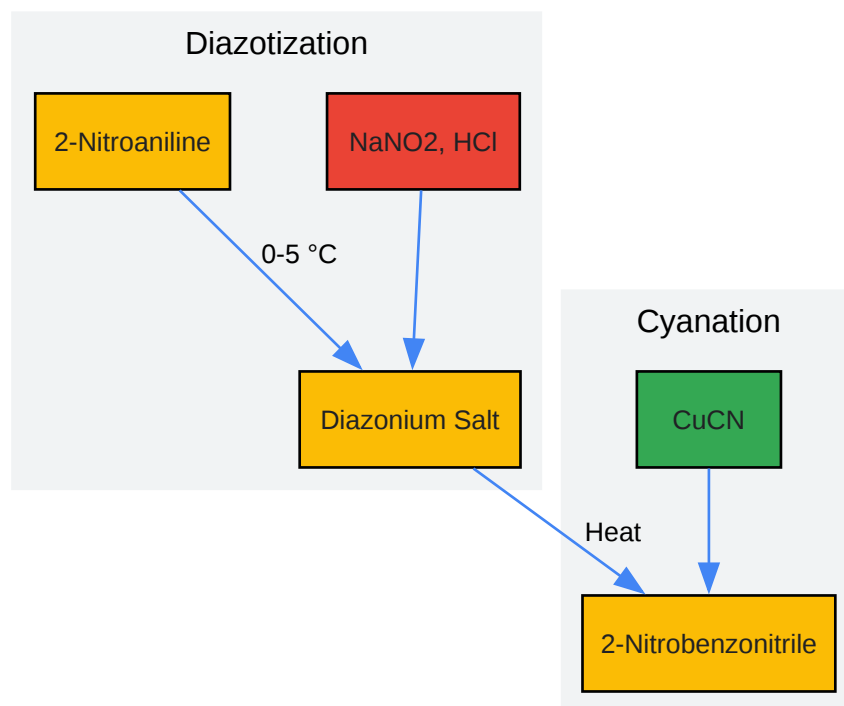 Diazotization
2-Nitroaniline
NaNO2, HCl
0-5 °C
Diazonium Salt
Cyanation
CuCN
Heat
2-Nitrobenzonitrile